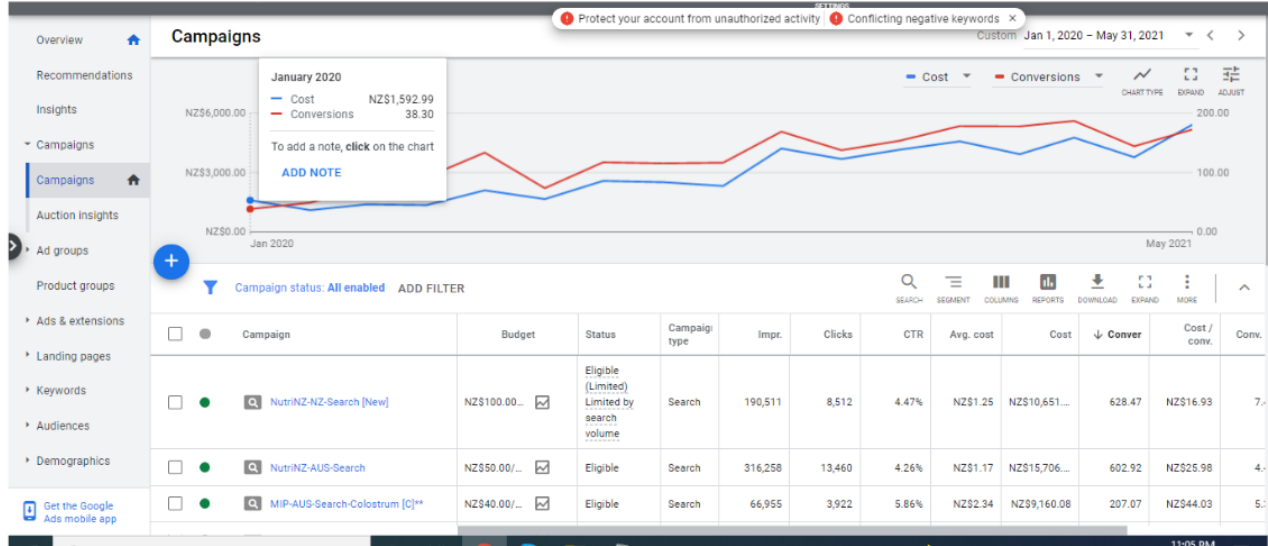 SETTINGS
Protect your account from unauthorized activity
Conflicting negative keywords ×
Overview
Recommendations
Insights
Campaigns
Campaigns
Auction insights
Ad groups
Product groups
Ads & extensions
Landing pages
Keywords
Audiences
Demographics
Get the Google
Ads mobile app
Campaigns
Custom Jan 1, 2020 – May 31, 2021
January 2020
Cost NZ$1,592.99
Conversions 38.30
To add a note, click on the chart
ADD NOTE
Cost
Conversions
CHART TYPE
EXPAND
ADJUST
NZ$6,000.00
NZ$3,000.00
NZ$0.00
200.00
100.00
0.00
Jan 2020
May 2021
+
Campaign status: All enabled ADD FILTER
SEARCH
SEGMENT
COLUMNS
REPORTS
DOWNLOAD
EXPAND
MORE
Campaign Budget Status Campaig type Impr. Clicks CTR Avg. cost Cost ↓ Conver Cost / conv. Conv.
NutriNZ-NZ-Search [New] NZ$100.00... Eligible (Limited) Limited by search volume Search 190,511 8,512 4.47% NZ$1.25 NZ$10,651.... 628.47 NZ$16.93 7.
NutriNZ-AUS-Search NZ$50.00/... Eligible Search 316,258 13,460 4.26% NZ$1.17 NZ$15,706.... 602.92 NZ$25.98 4.
MIP-AUS-Search-Colostrum [C]** NZ$40.00/... Eligible Search 66,955 3,922 5.86% NZ$2.34 NZ$9,160.08 207.07 NZ$44.03 5.
11:05 PM